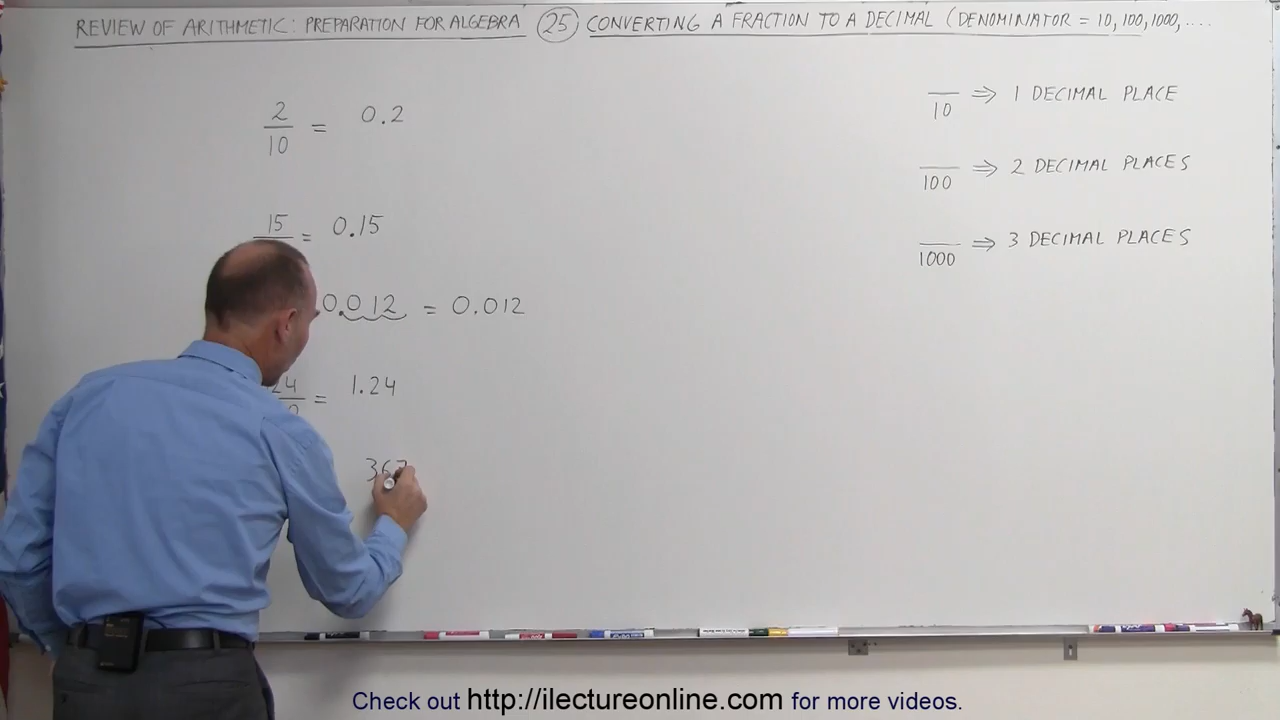 REVIEW OF ARITHMETIC: PREPARATION FOR ALGEBRA 25 CONVERTING A FRACTION TO A DECIMAL (DENOMINATOR = 10, 100, 1000, ....
2/10 = 0.2
15 = 0.15
0.012 = 0.012
24 = 1.24
367
/10 ⇒ 1 DECIMAL PLACE
/100 ⇒ 2 DECIMAL PLACES
/1000 ⇒ 3 DECIMAL PLACES
Check out http://ilectureonline.com for more videos.